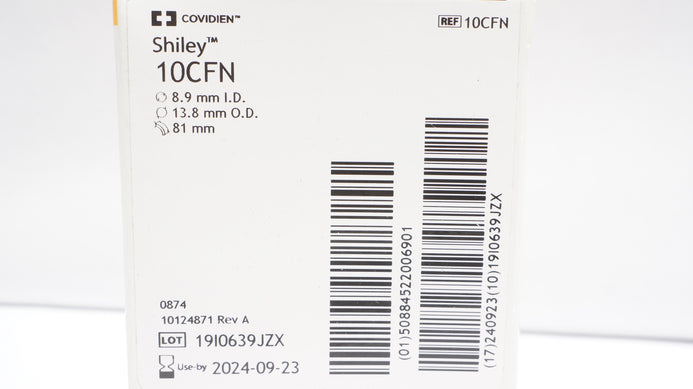 COVIDIEN™
REF 10CFN
Shiley™
10CFN
8.9 mm I.D.
13.8 mm O.D.
81 mm
(01)50884522006901
(17)240923(10)19I0639JZX
0874
10124871 Rev A
LOT 19I0639JZX
Use-by 2024-09-23